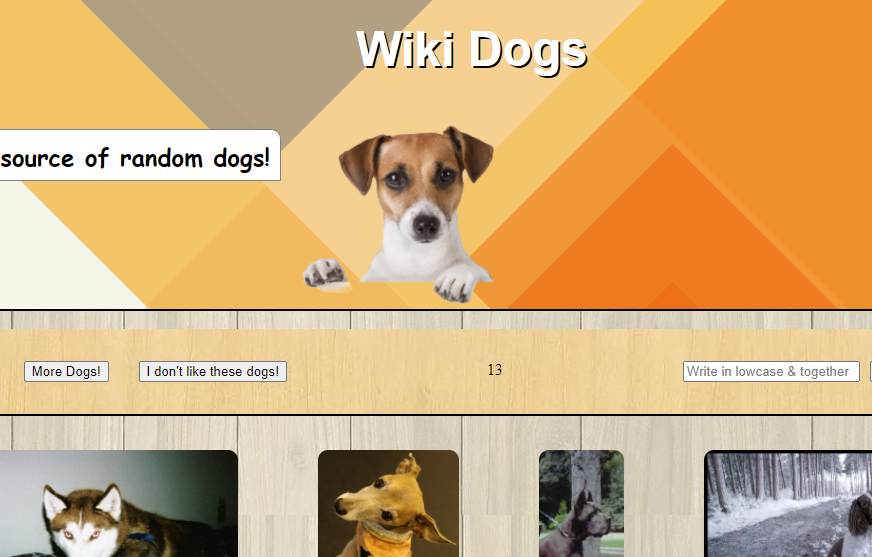 Wiki Dogs
source of random dogs!
More Dogs!
I don't like these dogs!
13
Write in lowcase & together